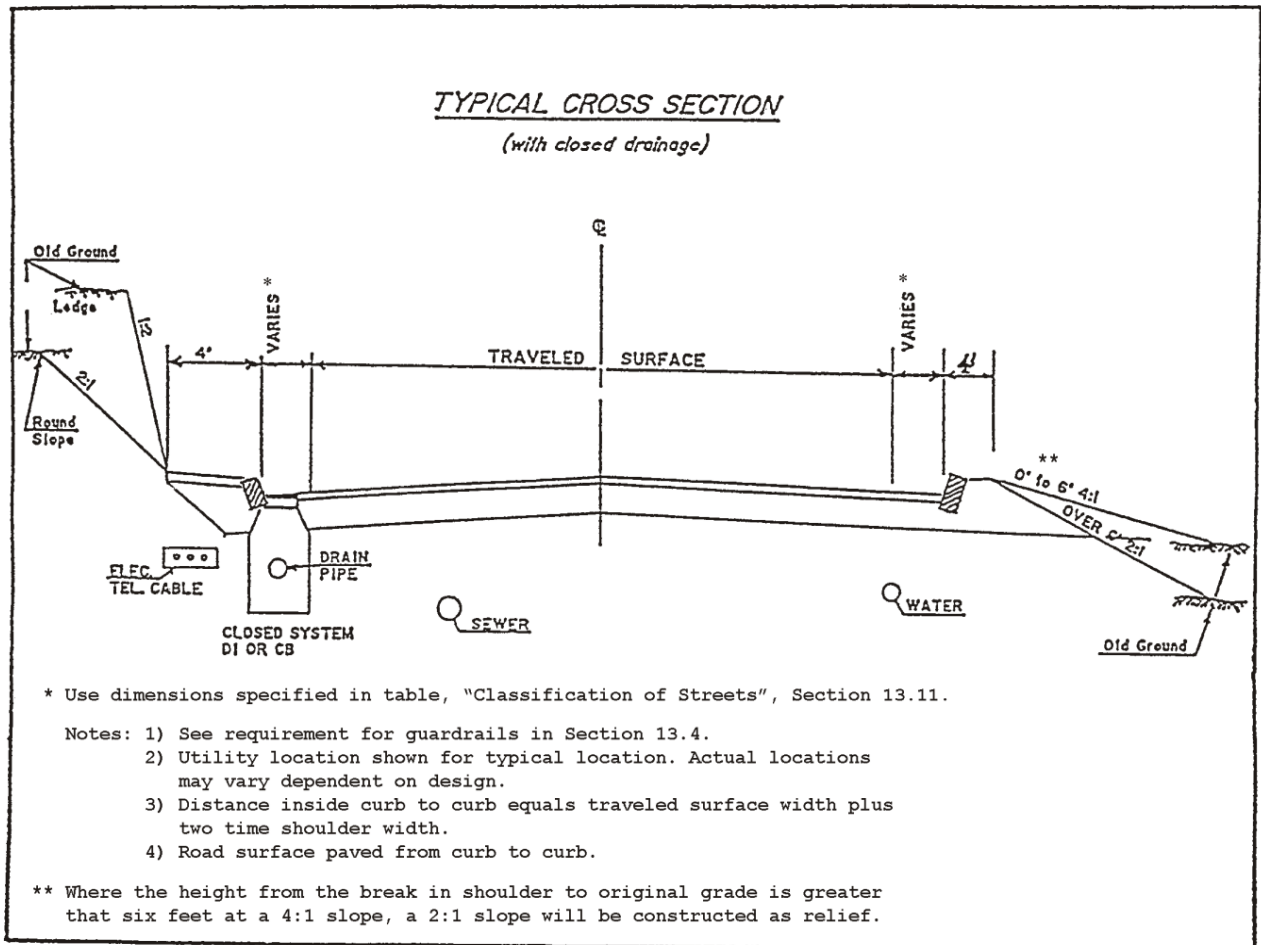 TYPICAL CROSS SECTION
(with closed drainage)
℄
Old Ground
Ledge
1:2
2:1
Round
Slope
4'
VARIES *
TRAVELED SURFACE
VARIES *
4'
**
0' to 6' 4:1
OVER 2:1
ELEC.
TEL. CABLE
DRAIN
PIPE
CLOSED SYSTEM
DI OR CB
SEWER
WATER
Old Ground
* Use dimensions specified in table, “Classification of Streets”, Section 13.11.
Notes: 1) See requirement for guardrails in Section 13.4.
2) Utility location shown for typical location. Actual locations
may vary dependent on design.
3) Distance inside curb to curb equals traveled surface width plus
two time shoulder width.
4) Road surface paved from curb to curb.
** Where the height from the break in shoulder to original grade is greater
that six feet at a 4:1 slope, a 2:1 slope will be constructed as relief.